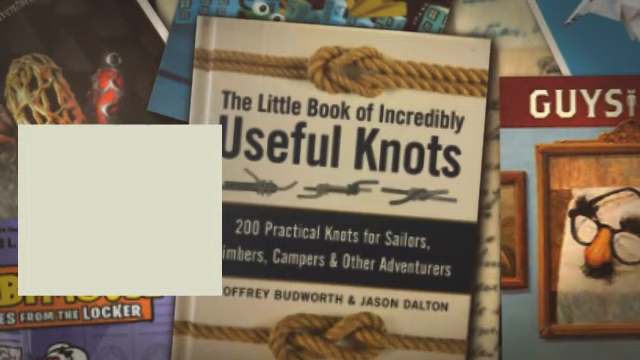 The Little Book of Incredibly
Useful Knots
200 Practical Knots for Sailors,
imbers, Campers & Other Adventurers
OFFREY BUDWORTH & JASON DALTON
GUYS
ES FROM THE LOCKER